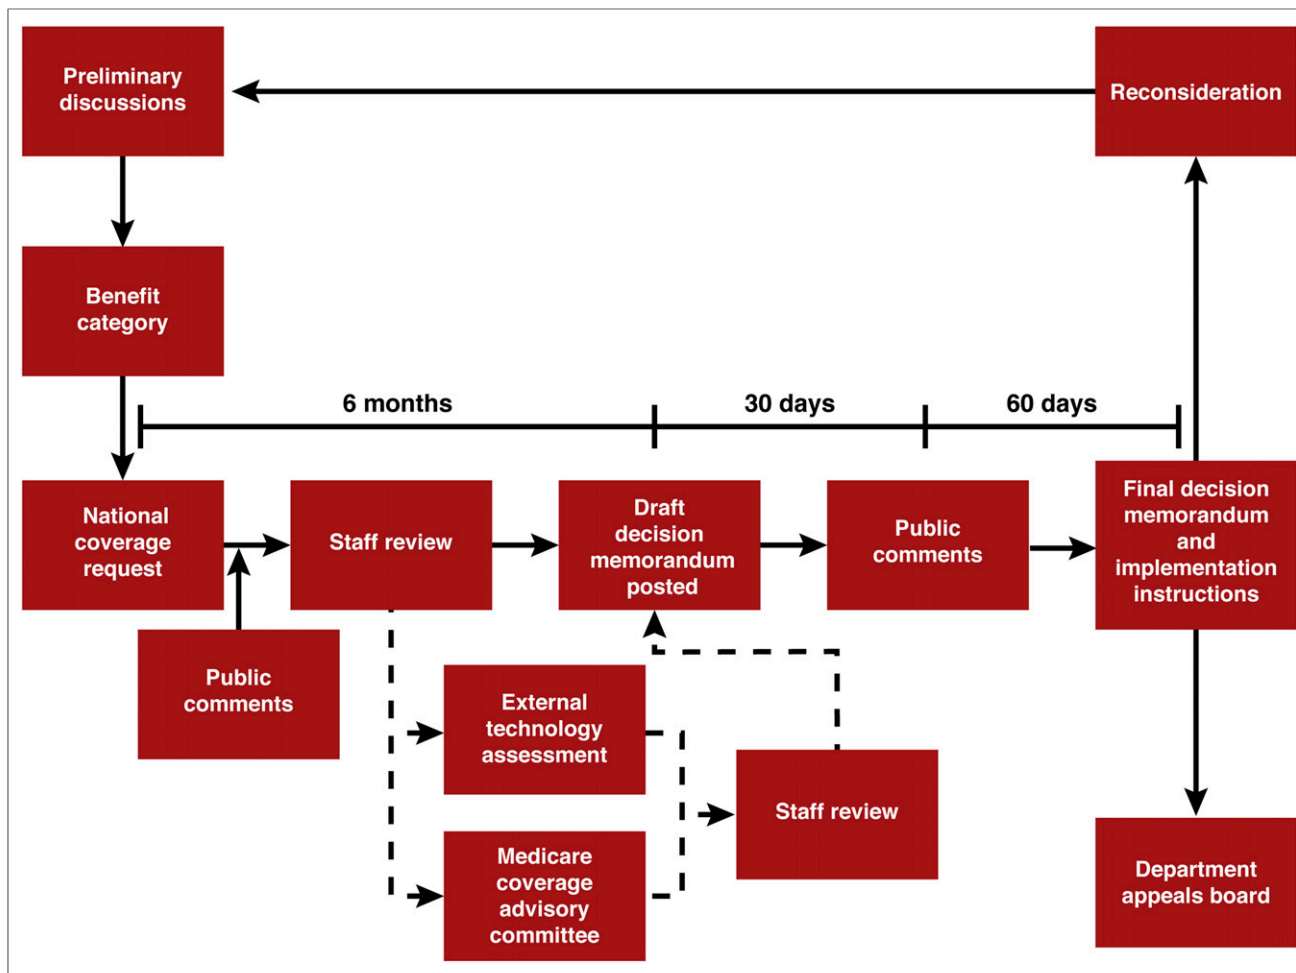 Preliminary
discussions
Reconsideration
Benefit
category
6 months
30 days
60 days
National
coverage
request
Staff review
Draft
decision
memorandum
posted
Public
comments
Final decision
memorandum
and
implementation
instructions
Public
comments
External
technology
assessment
Staff review
Medicare
coverage
advisory
committee
Department
appeals board